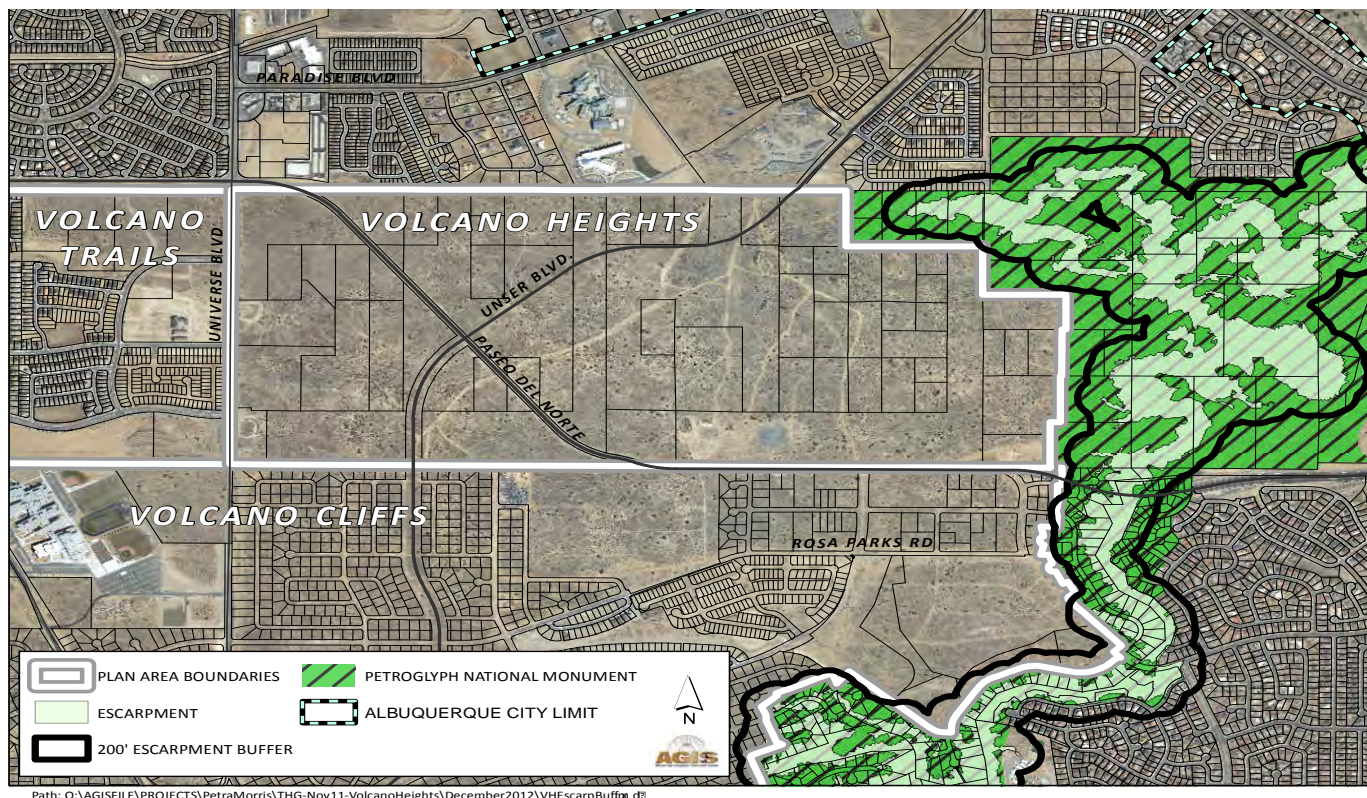 PARADISE BLVD
VOLCANO
TRAILS
VOLCANO HEIGHTS
UNIVERSE BLVD
UNSER BLVD
PASEO DEL NORTE
VOLCANO CLIFFS
ROSA PARKS RD
PLAN AREA BOUNDARIES
PETROGLYPH NATIONAL MONUMENT
ESCARPMENT
ALBUQUERQUE CITY LIMIT
200' ESCARPMENT BUFFER
N
AGIS